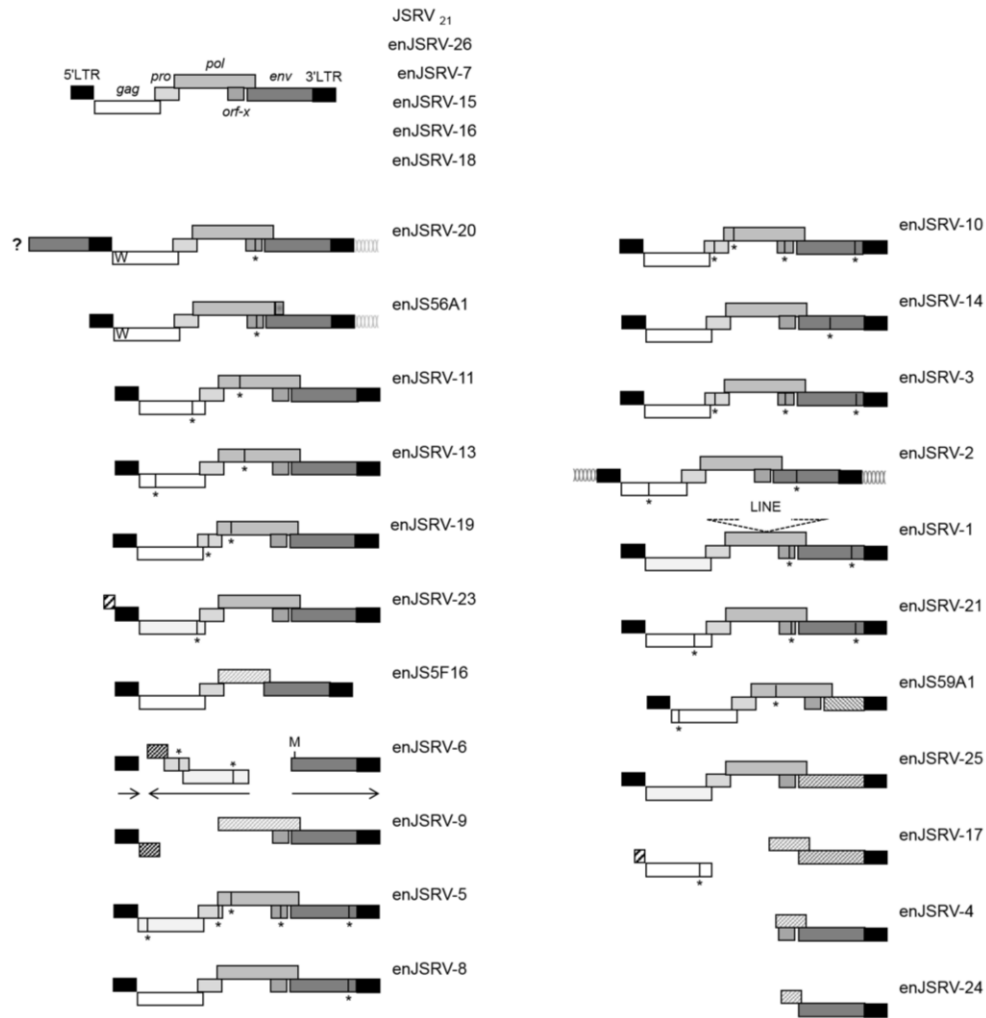 JSRV 21
enJSRV-26
enJSRV-7
enJSRV-15
enJSRV-16
enJSRV-18
5'LTR gag pro pol orf-x env 3'LTR
? W * enJSRV-20
W * enJS56A1
* * enJSRV-11
* * enJSRV-13
* * enJSRV-19
* enJSRV-23
enJS5F16
* * M enJSRV-6
enJSRV-9
* * * * * enJSRV-5
* enJSRV-8
* * * * enJSRV-10
* enJSRV-14
* * * enJSRV-3
* * enJSRV-2
LINE
* * enJSRV-1
* * * enJSRV-21
* * enJS59A1
enJSRV-25
* enJSRV-17
enJSRV-4
enJSRV-24